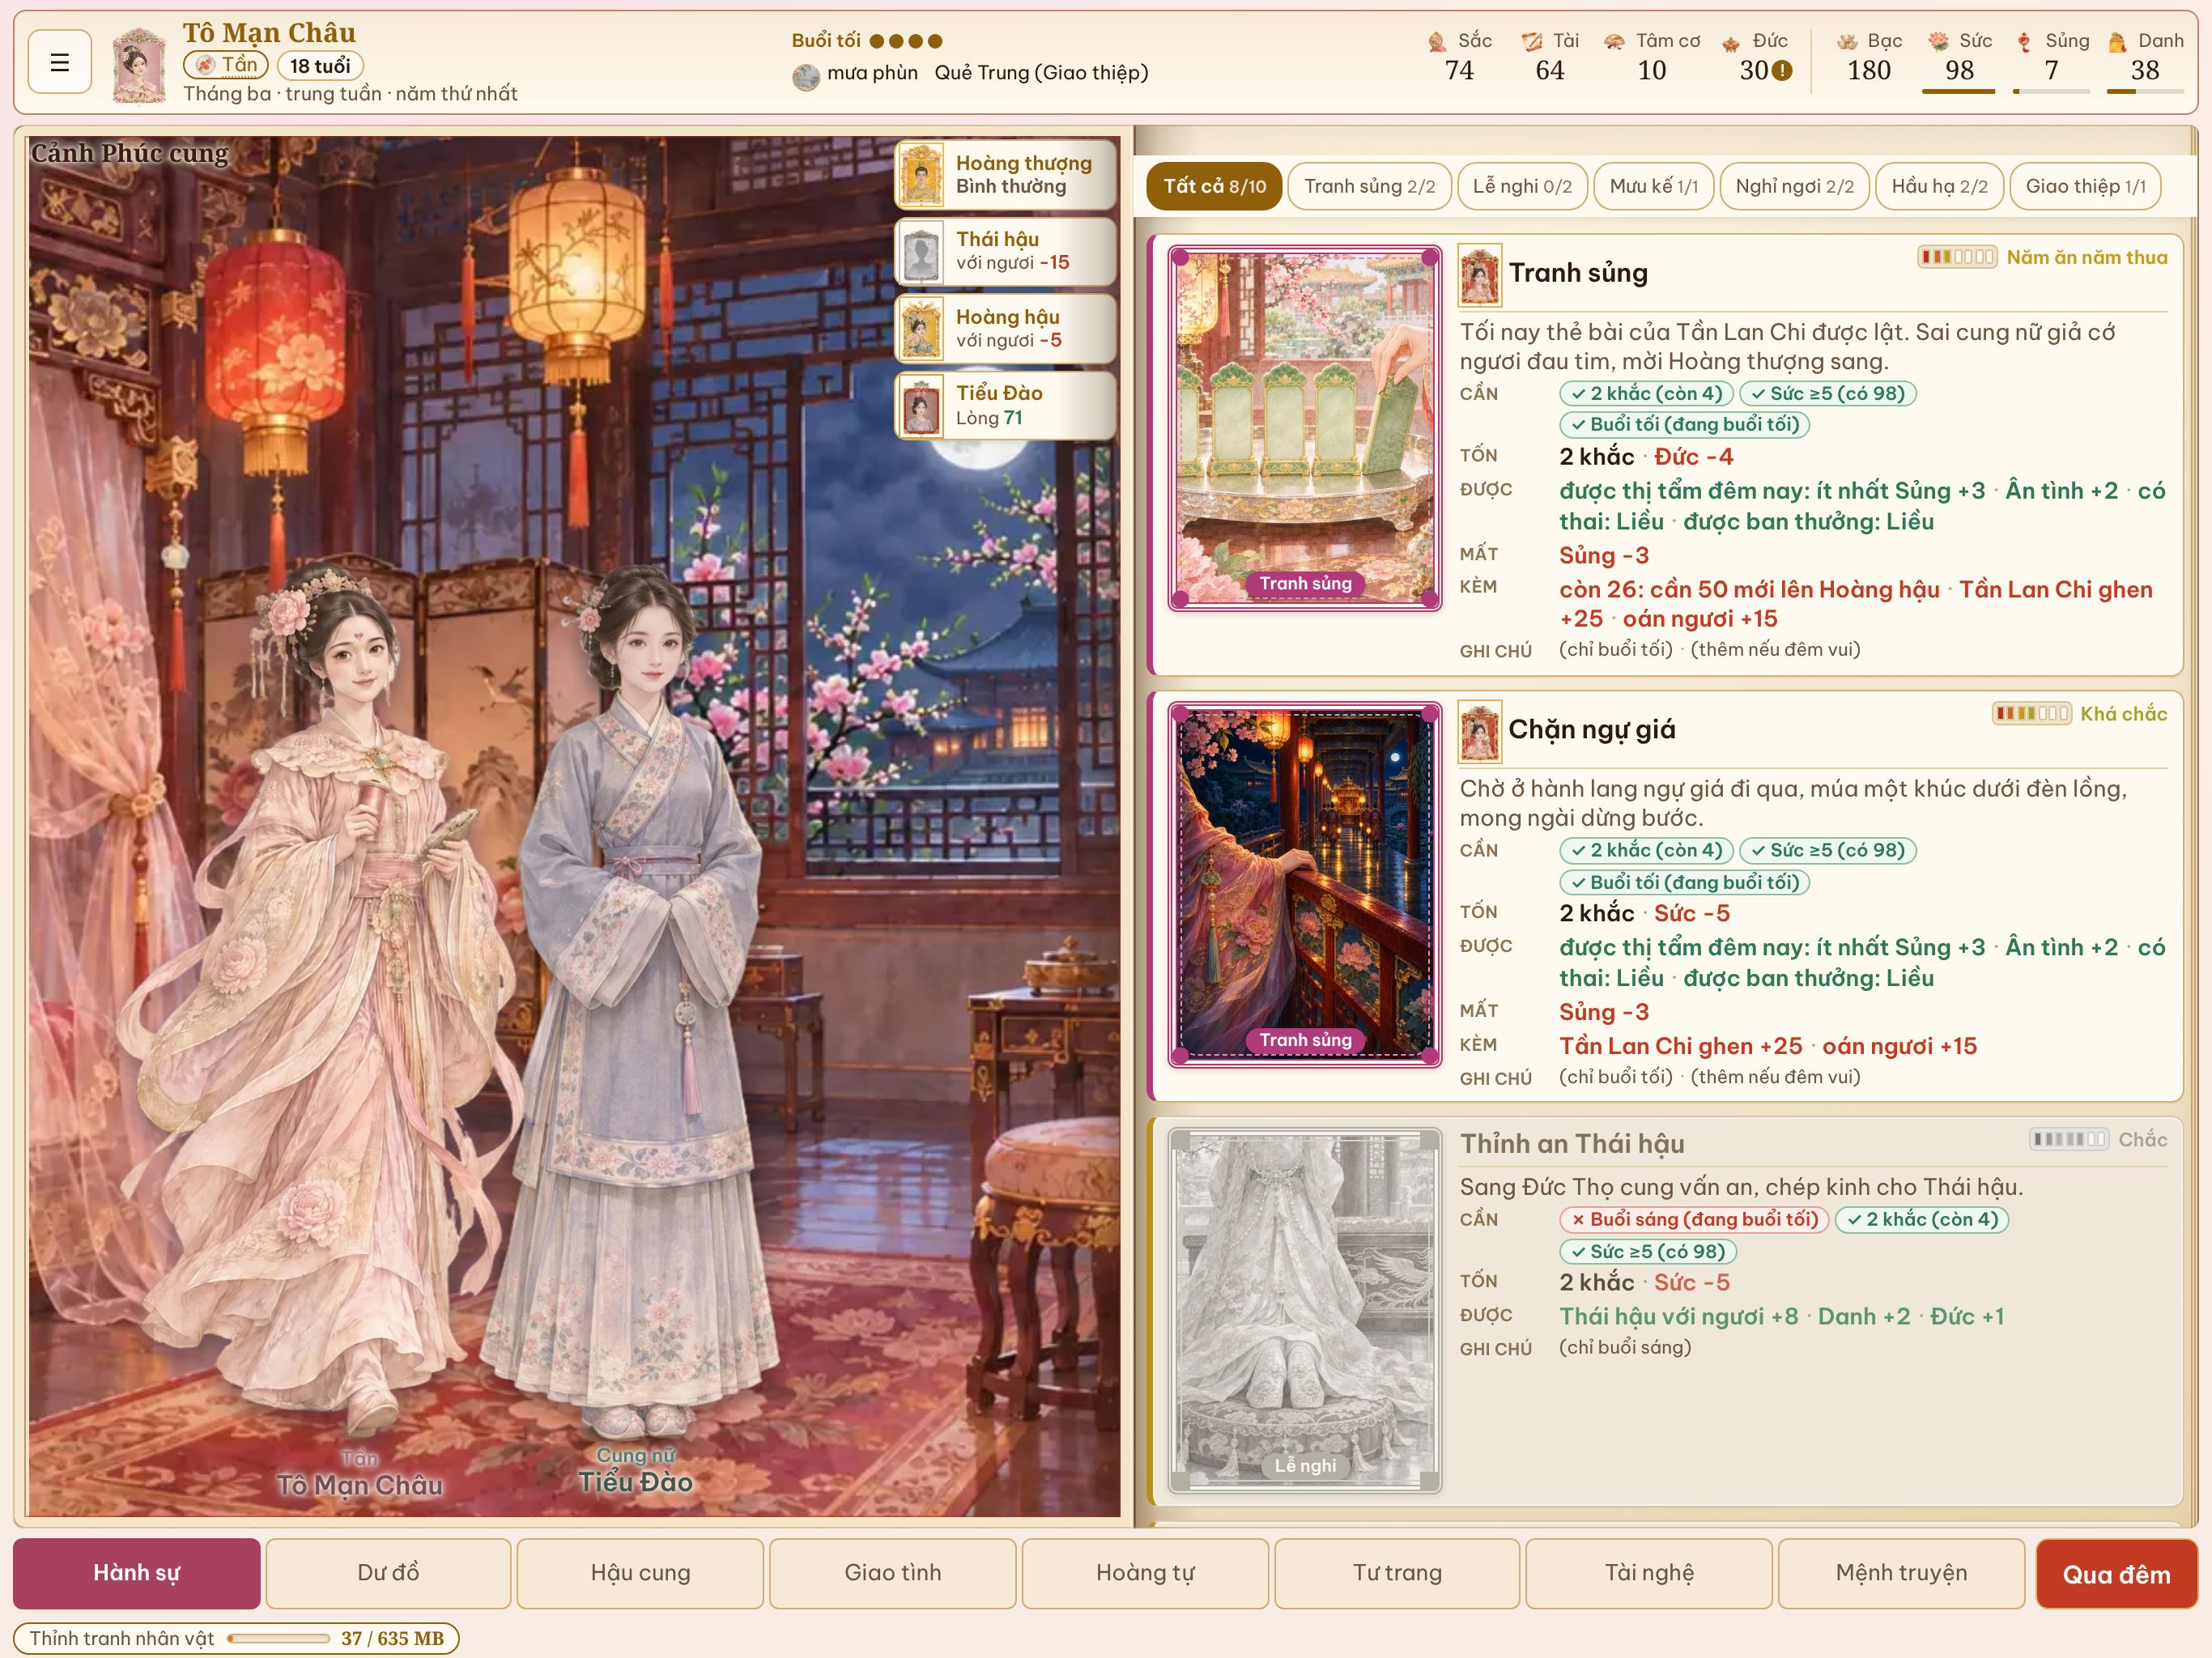 ☰
Tô Mạn Châu
Tần
18 tuổi
Tháng ba · trung tuần · năm thứ nhất
Buổi tối
mưa phùn Quẻ Trung (Giao thiệp)
Sắc 74
Tài 64
Tâm cơ 10
Đức 30 !
Bạc 180
Sức 98
Sủng 7
Danh 38
Cảnh Phúc cung
Hoàng thượng
Bình thường
Thái hậu
với ngươi -15
Hoàng hậu
với ngươi -5
Tiểu Đào
Lòng 71
Tần
Tô Mạn Châu
Cung nữ
Tiểu Đào
Tất cả 8/10
Tranh sủng 2/2
Lễ nghi 0/2
Mưu kế 1/1
Nghỉ ngơi 2/2
Hầu hạ 2/2
Giao thiệp 1/1
Tranh sủng
Tranh sủng
Năm ăn năm thua
Tối nay thẻ bài của Tần Lan Chi được lật. Sai cung nữ giả cớ
ngươi đau tim, mời Hoàng thượng sang.
CẦN ✓ 2 khắc (còn 4) ✓ Sức ≥5 (có 98)
✓ Buổi tối (đang buổi tối)
TỐN 2 khắc · Đức -4
ĐƯỢC được thị tẩm đêm nay: ít nhất Sủng +3 · Ân tình +2 · có
thai: Liều · được ban thưởng: Liều
MẤT Sủng -3
KÈM còn 26: cần 50 mới lên Hoàng hậu · Tần Lan Chi ghen
+25 · oán ngươi +15
GHI CHÚ (chỉ buổi tối) · (thêm nếu đêm vui)
Tranh sủng
Chặn ngự giá
Khá chắc
Chờ ở hành lang ngự giá đi qua, múa một khúc dưới đèn lồng,
mong ngài dừng bước.
CẦN ✓ 2 khắc (còn 4) ✓ Sức ≥5 (có 98)
✓ Buổi tối (đang buổi tối)
TỐN 2 khắc · Sức -5
ĐƯỢC được thị tẩm đêm nay: ít nhất Sủng +3 · Ân tình +2 · có
thai: Liều · được ban thưởng: Liều
MẤT Sủng -3
KÈM Tần Lan Chi ghen +25 · oán ngươi +15
GHI CHÚ (chỉ buổi tối) · (thêm nếu đêm vui)
Lễ nghi
Thỉnh an Thái hậu
Chắc
Sang Đức Thọ cung vấn an, chép kinh cho Thái hậu.
CẦN × Buổi sáng (đang buổi tối) ✓ 2 khắc (còn 4)
✓ Sức ≥5 (có 98)
TỐN 2 khắc · Sức -5
ĐƯỢC Thái hậu với ngươi +8 · Danh +2 · Đức +1
GHI CHÚ (chỉ buổi sáng)
Hành sự
Dư đồ
Hậu cung
Giao tình
Hoàng tự
Tư trang
Tài nghệ
Mệnh truyện
Qua đêm
Thỉnh tranh nhân vật 37 / 635 MB